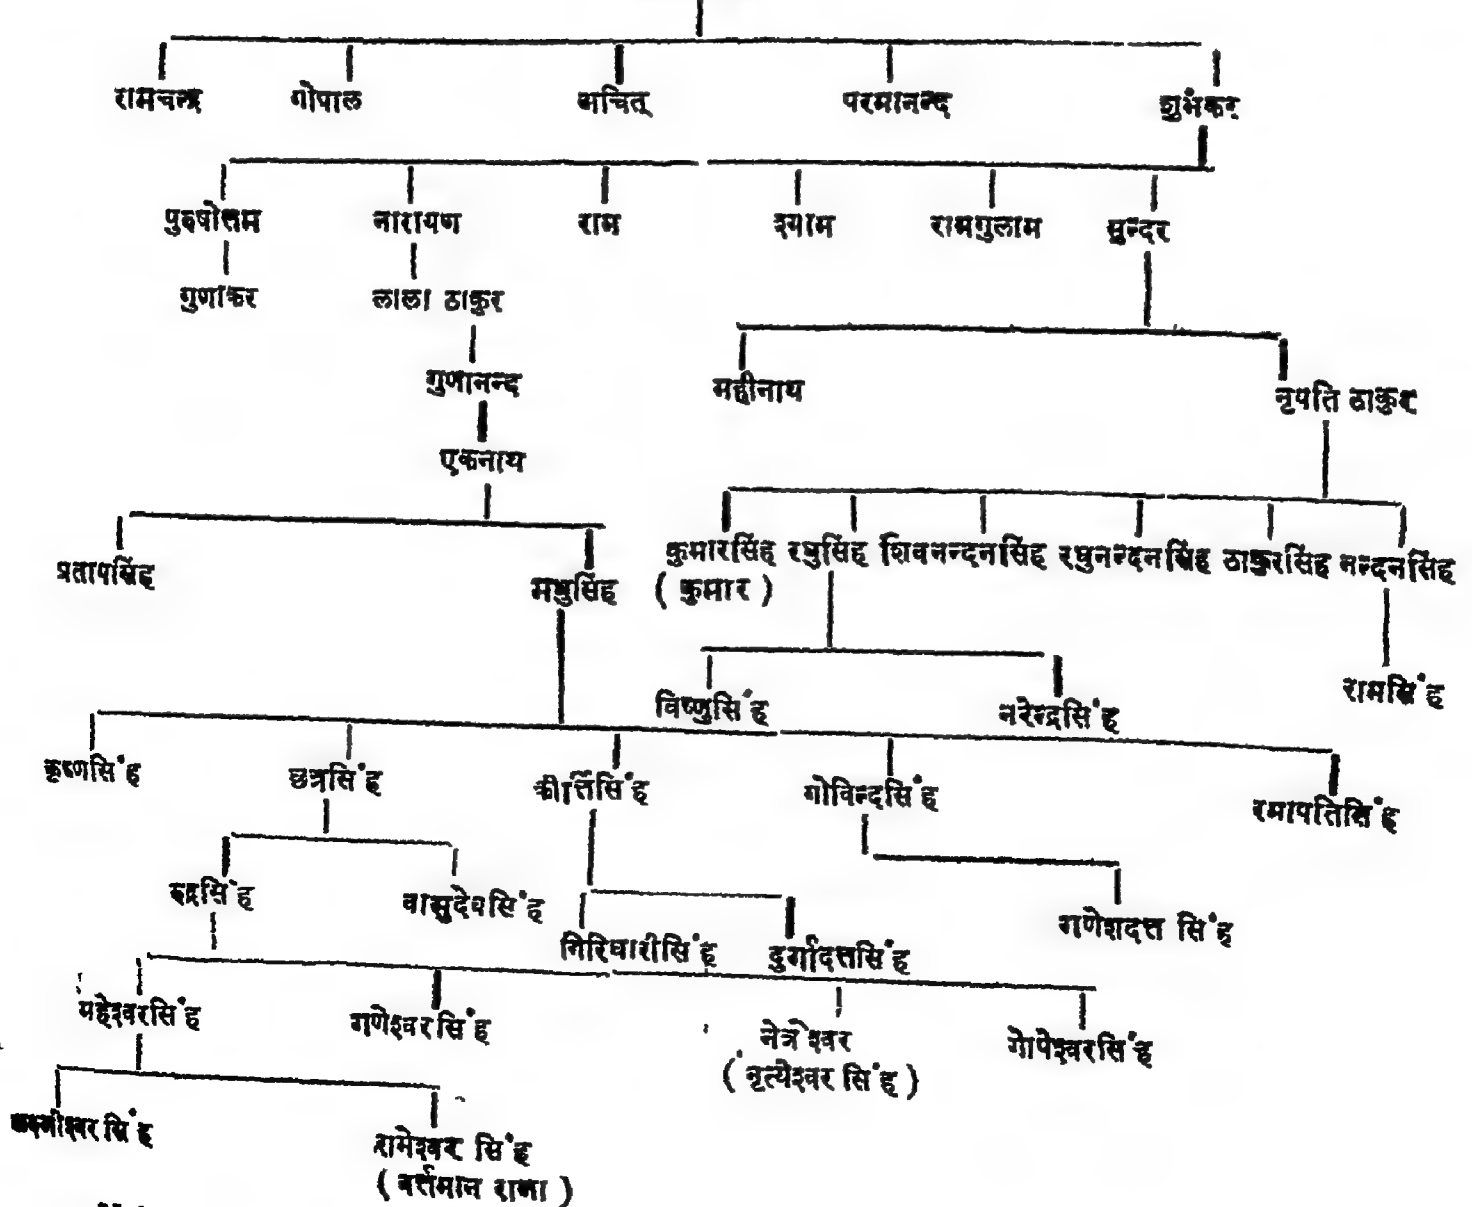 रामचन्द्र गोपाल अचित् परमानन्द शुभंकर
पुरुषोत्तम नारायण राम श्याम रामगुलाम सुन्दर
गुणाकर लाला ठाकुर
गुणानन्द महीनाथ नृपति ठाकुर
एकनाथ
प्रतापसिंह मधुसिंह कुमारसिंह रघुसिंह शिवनन्दनसिंह रघुनन्दनसिंह ठाकुरसिंह नन्दनसिंह
( कुमार )
विष्णुसिंह नरेन्द्रसिंह रामसिंह
कृष्णसिंह छत्रसिंह कीर्त्तिसिंह गोविन्दसिंह रमापतिसिंह
रुद्रसिंह वासुदेवसिंह गिरिधारीसिंह दुर्गादत्तसिंह गणेशदत्त सिंह
महेश्वरसिंह गणेश्वरसिंह नेत्रेश्वर गोपेश्वरसिंह
( नृत्येश्वर सिंह )
लक्ष्मीश्वर सिंह रामेश्वर सिंह
( वर्त्तमान राजा )